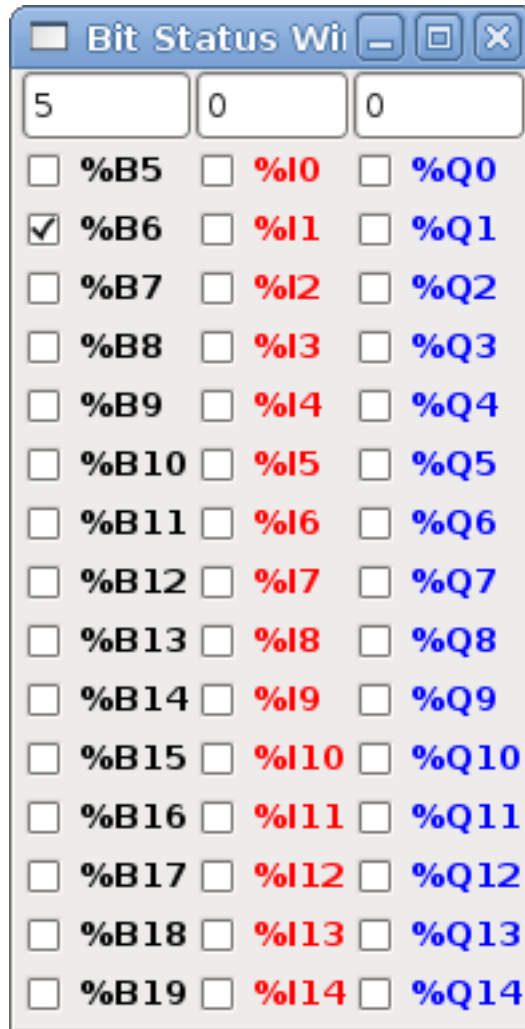 Bit Status Wi
5 0 0
%B5 %I0 %Q0
%B6 %I1 %Q1
%B7 %I2 %Q2
%B8 %I3 %Q3
%B9 %I4 %Q4
%B10 %I5 %Q5
%B11 %I6 %Q6
%B12 %I7 %Q7
%B13 %I8 %Q8
%B14 %I9 %Q9
%B15 %I10 %Q10
%B16 %I11 %Q11
%B17 %I12 %Q12
%B18 %I13 %Q13
%B19 %I14 %Q14